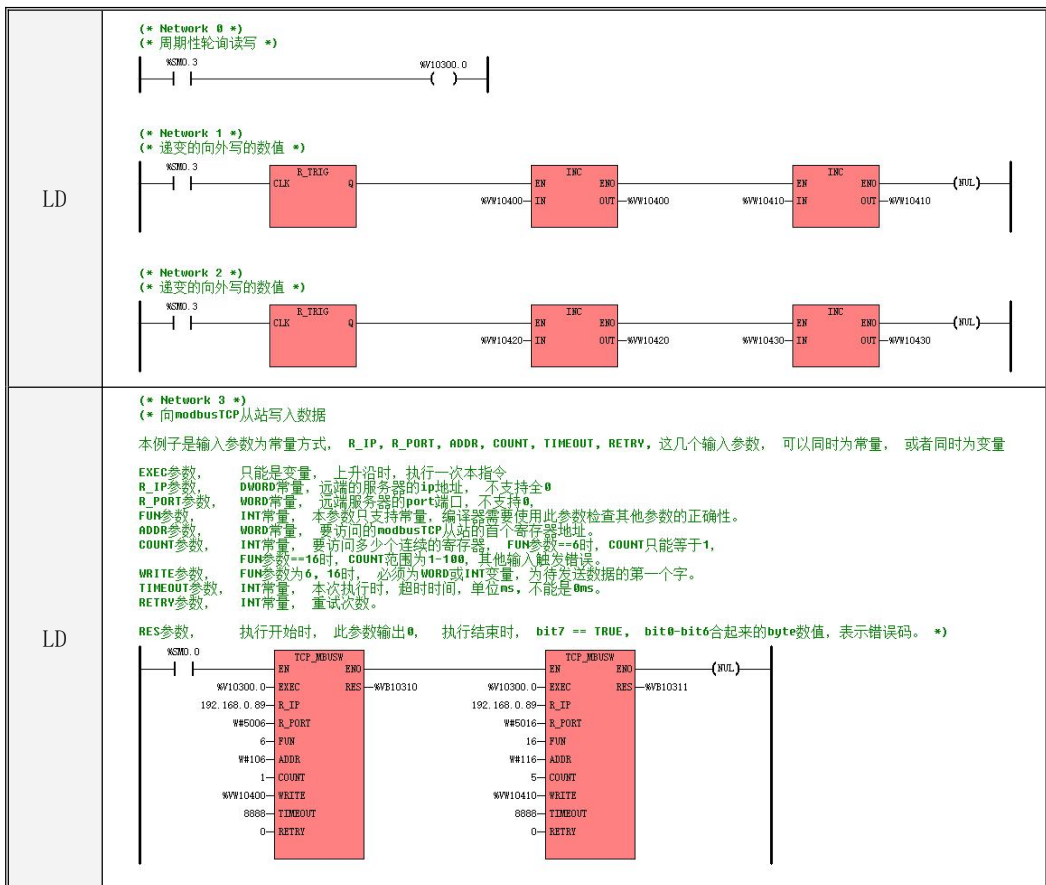 LD
(* Network 0 *)
(* 周期性轮询读写 *)
%SM0.3
%V10300.0
( )
(* Network 1 *)
(* 递变的向外写的数值 *)
%SM0.3
R_TRIG
CLK Q
INC
EN ENO
%VW10400 IN OUT %VW10400
INC
EN ENO
%VW10410 IN OUT %VW10410
(NUL)
(* Network 2 *)
(* 递变的向外写的数值 *)
%SM0.3
R_TRIG
CLK Q
INC
EN ENO
%VW10420 IN OUT %VW10420
INC
EN ENO
%VW10430 IN OUT %VW10430
(NUL)
LD
(* Network 3 *)
(* 向modbusTCP从站写入数据
本例子是输入参数为常量方式， R_IP, R_PORT, ADDR, COUNT, TIMEOUT, RETRY, 这几个输入参数， 可以同时为常量， 或者同时为变量
EXEC参数， 只能是变量， 上升沿时，执行一次本指令
R_IP参数， DWORD常量，远端的服务器的ip地址， 不支持全0
R_PORT参数， WORD常量， 远端服务器的port端口，不支持0，
FUN参数， INT常量， 本参数只支持常量，编译器需要使用此参数检查其他参数的正确性。
ADDR参数， WORD常量， 要访问的modbusTCP从站的首个寄存器地址。
COUNT参数， INT常量， 要访问多少个连续的寄存器， FUN参数==6时，COUNT只能等于1，
FUN参数==16时，COUNT范围为1-100，其他输入触发错误。
WRITE参数， FUN参数为6，16时， 必须为WORD或INT变量，为待发送数据的第一个字。
TIMEOUT参数， INT常量， 本次执行时，超时时间，单位ms，不能是0ms。
RETRY参数， INT常量， 重试次数。
RES参数， 执行开始时， 此参数输出0， 执行结束时， bit7 == TRUE， bit0-bit6合起来的byte数值，表示错误码。 *)
%SM0.0
TCP_MBUSW
EN ENO
%V10300.0 EXEC RES %VB10310
192.168.0.89 R_IP
W#5006 R_PORT
6 FUN
W#106 ADDR
1 COUNT
%VW10400 WRITE
8888 TIMEOUT
0 RETRY
TCP_MBUSW
EN ENO
%V10300.0 EXEC RES %VB10311
192.168.0.89 R_IP
W#5016 R_PORT
16 FUN
W#116 ADDR
5 COUNT
%VW10410 WRITE
8888 TIMEOUT
0 RETRY
(NUL)